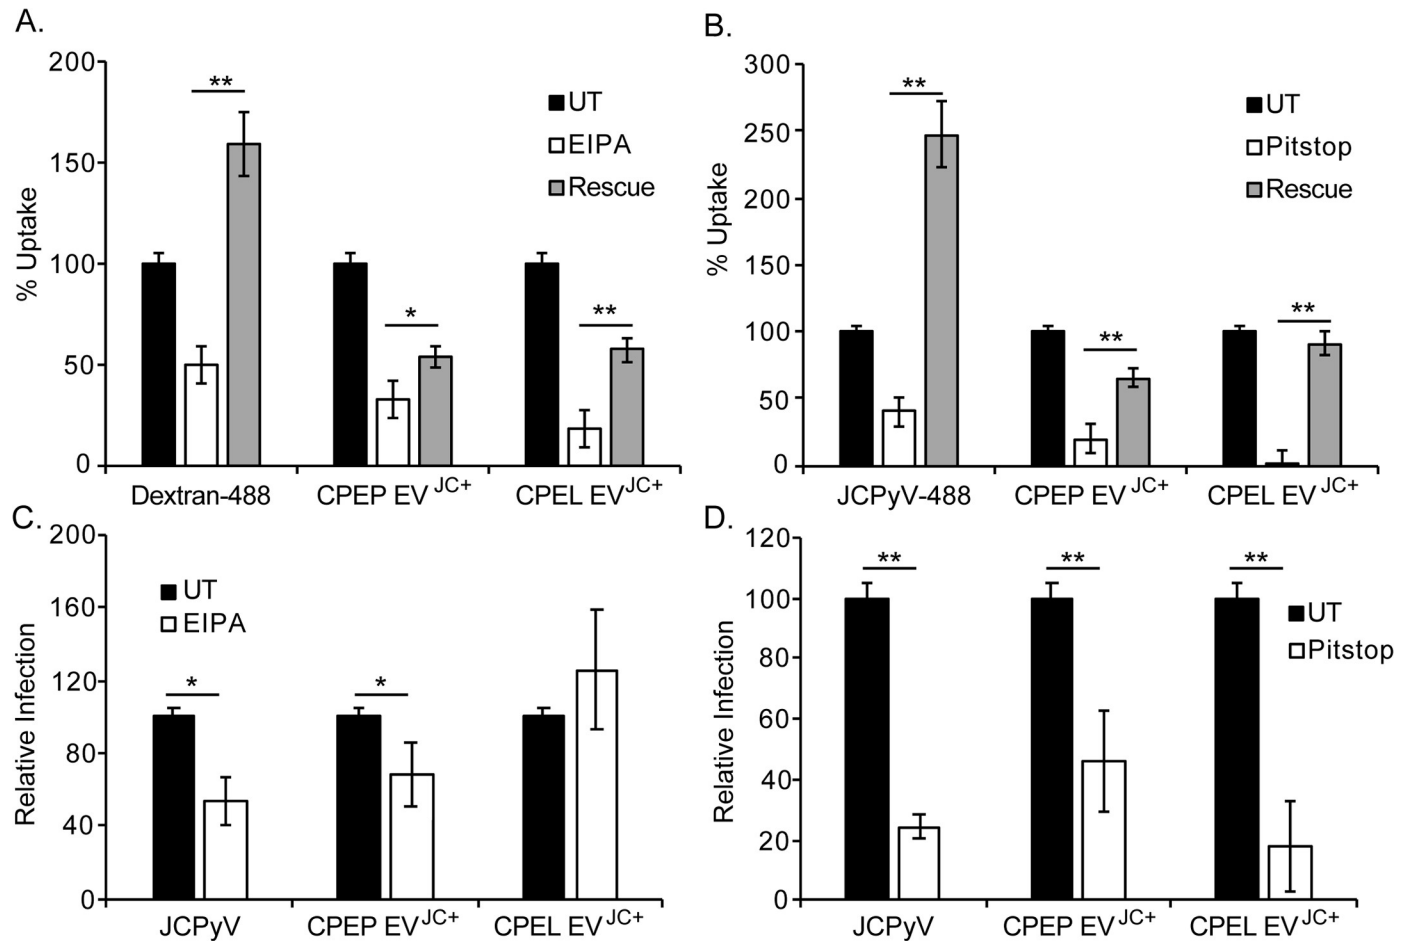 A.
200
150
100
50
0
% Uptake
**
*
**
UT
EIPA
Rescue
Dextran-488
CPEP EV JC+
CPEL EV JC+
B.
300
250
200
150
100
50
0
% Uptake
**
**
**
UT
Pitstop
Rescue
JCPyV-488
CPEP EV JC+
CPEL EV JC+
C.
200
160
120
80
40
0
Relative Infection
UT
EIPA
*
*
JCPyV
CPEP EV JC+
CPEL EV JC+
D.
120
100
80
60
40
20
0
Relative Infection
**
**
**
UT
Pitstop
JCPyV
CPEP EV JC+
CPEL EV JC+